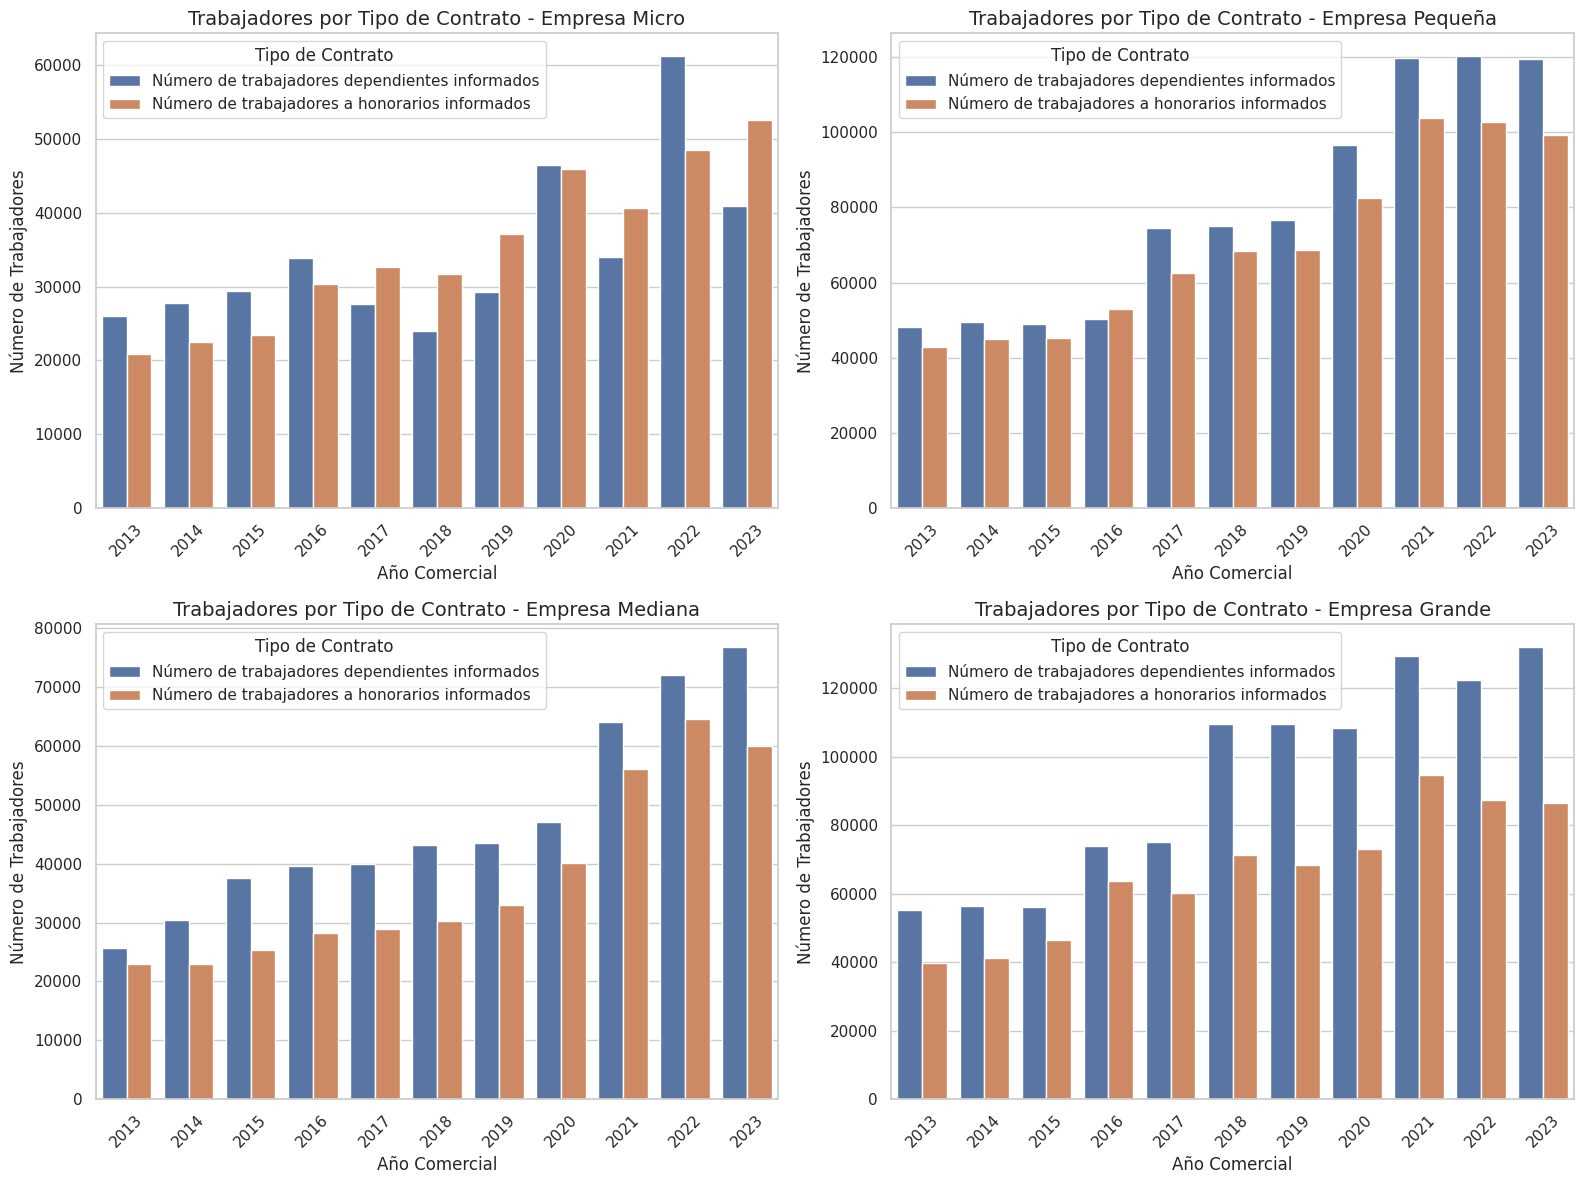 Trabajadores por Tipo de Contrato - Empresa Micro
Tipo de Contrato
Número de trabajadores dependientes informados
Número de trabajadores a honorarios informados
Número de Trabajadores
60000
50000
40000
30000
20000
10000
0
2013 2014 2015 2016 2017 2018 2019 2020 2021 2022 2023
Año Comercial
Trabajadores por Tipo de Contrato - Empresa Pequeña
Tipo de Contrato
Número de trabajadores dependientes informados
Número de trabajadores a honorarios informados
Número de Trabajadores
120000
100000
80000
60000
40000
20000
0
2013 2014 2015 2016 2017 2018 2019 2020 2021 2022 2023
Año Comercial
Trabajadores por Tipo de Contrato - Empresa Mediana
Tipo de Contrato
Número de trabajadores dependientes informados
Número de trabajadores a honorarios informados
Número de Trabajadores
80000
70000
60000
50000
40000
30000
20000
10000
0
2013 2014 2015 2016 2017 2018 2019 2020 2021 2022 2023
Año Comercial
Trabajadores por Tipo de Contrato - Empresa Grande
Tipo de Contrato
Número de trabajadores dependientes informados
Número de trabajadores a honorarios informados
Número de Trabajadores
120000
100000
80000
60000
40000
20000
0
2013 2014 2015 2016 2017 2018 2019 2020 2021 2022 2023
Año Comercial